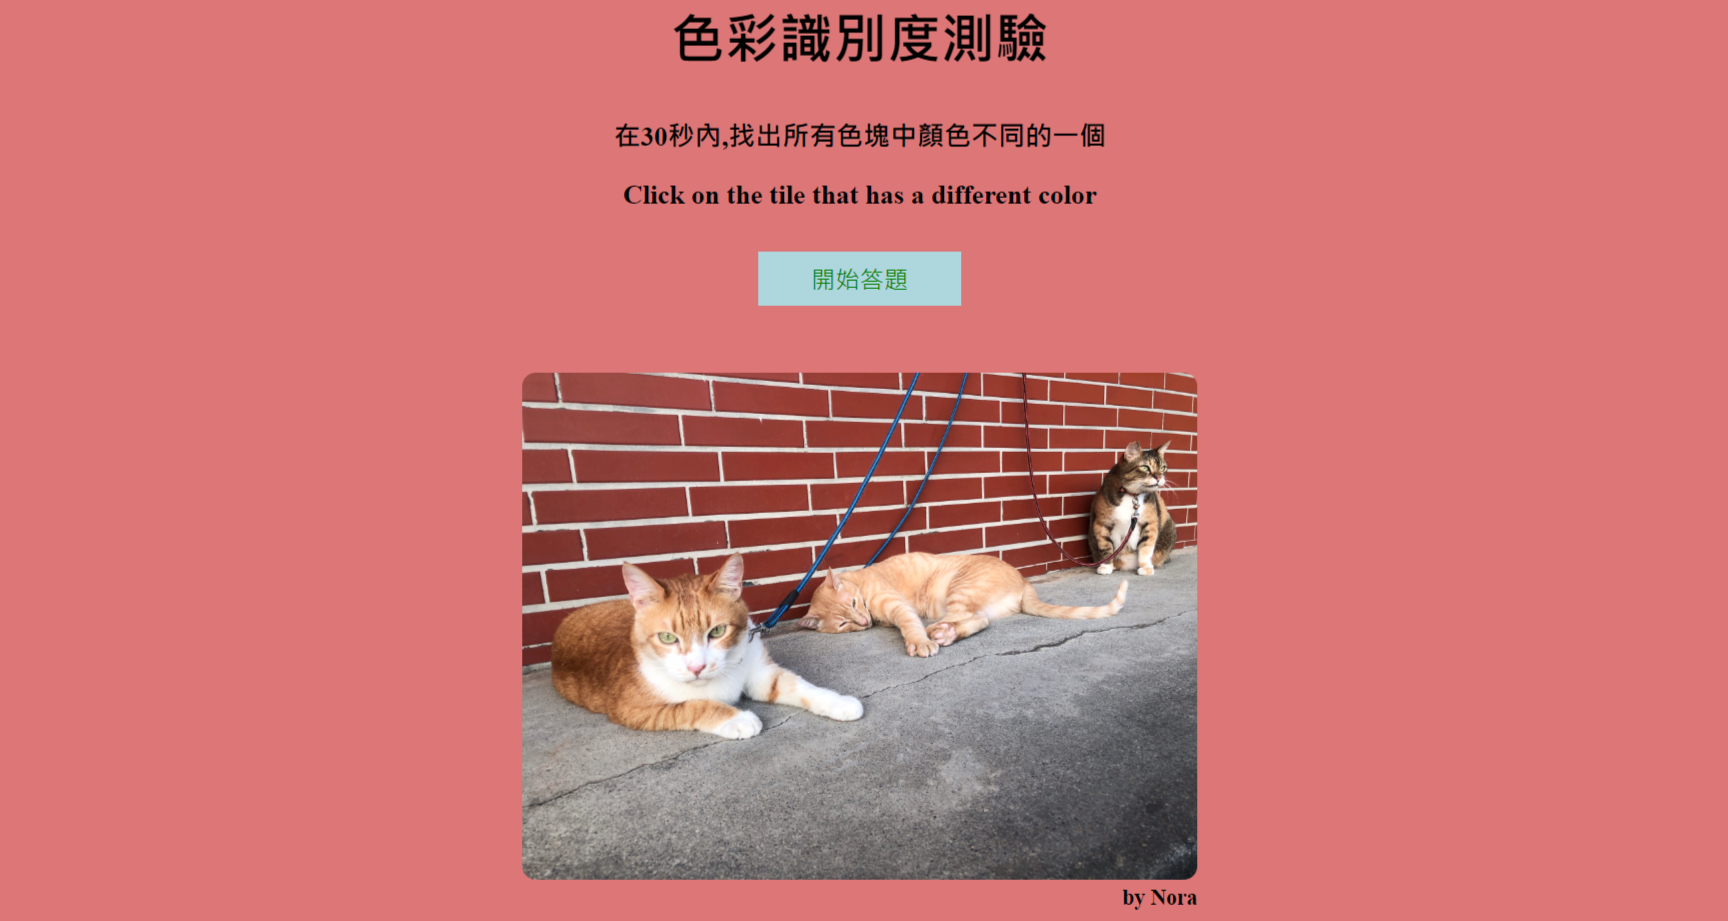 色彩識別度測驗
在30秒內,找出所有色塊中顏色不同的一個
Click on the tile that has a different color
開始答題
by Nora